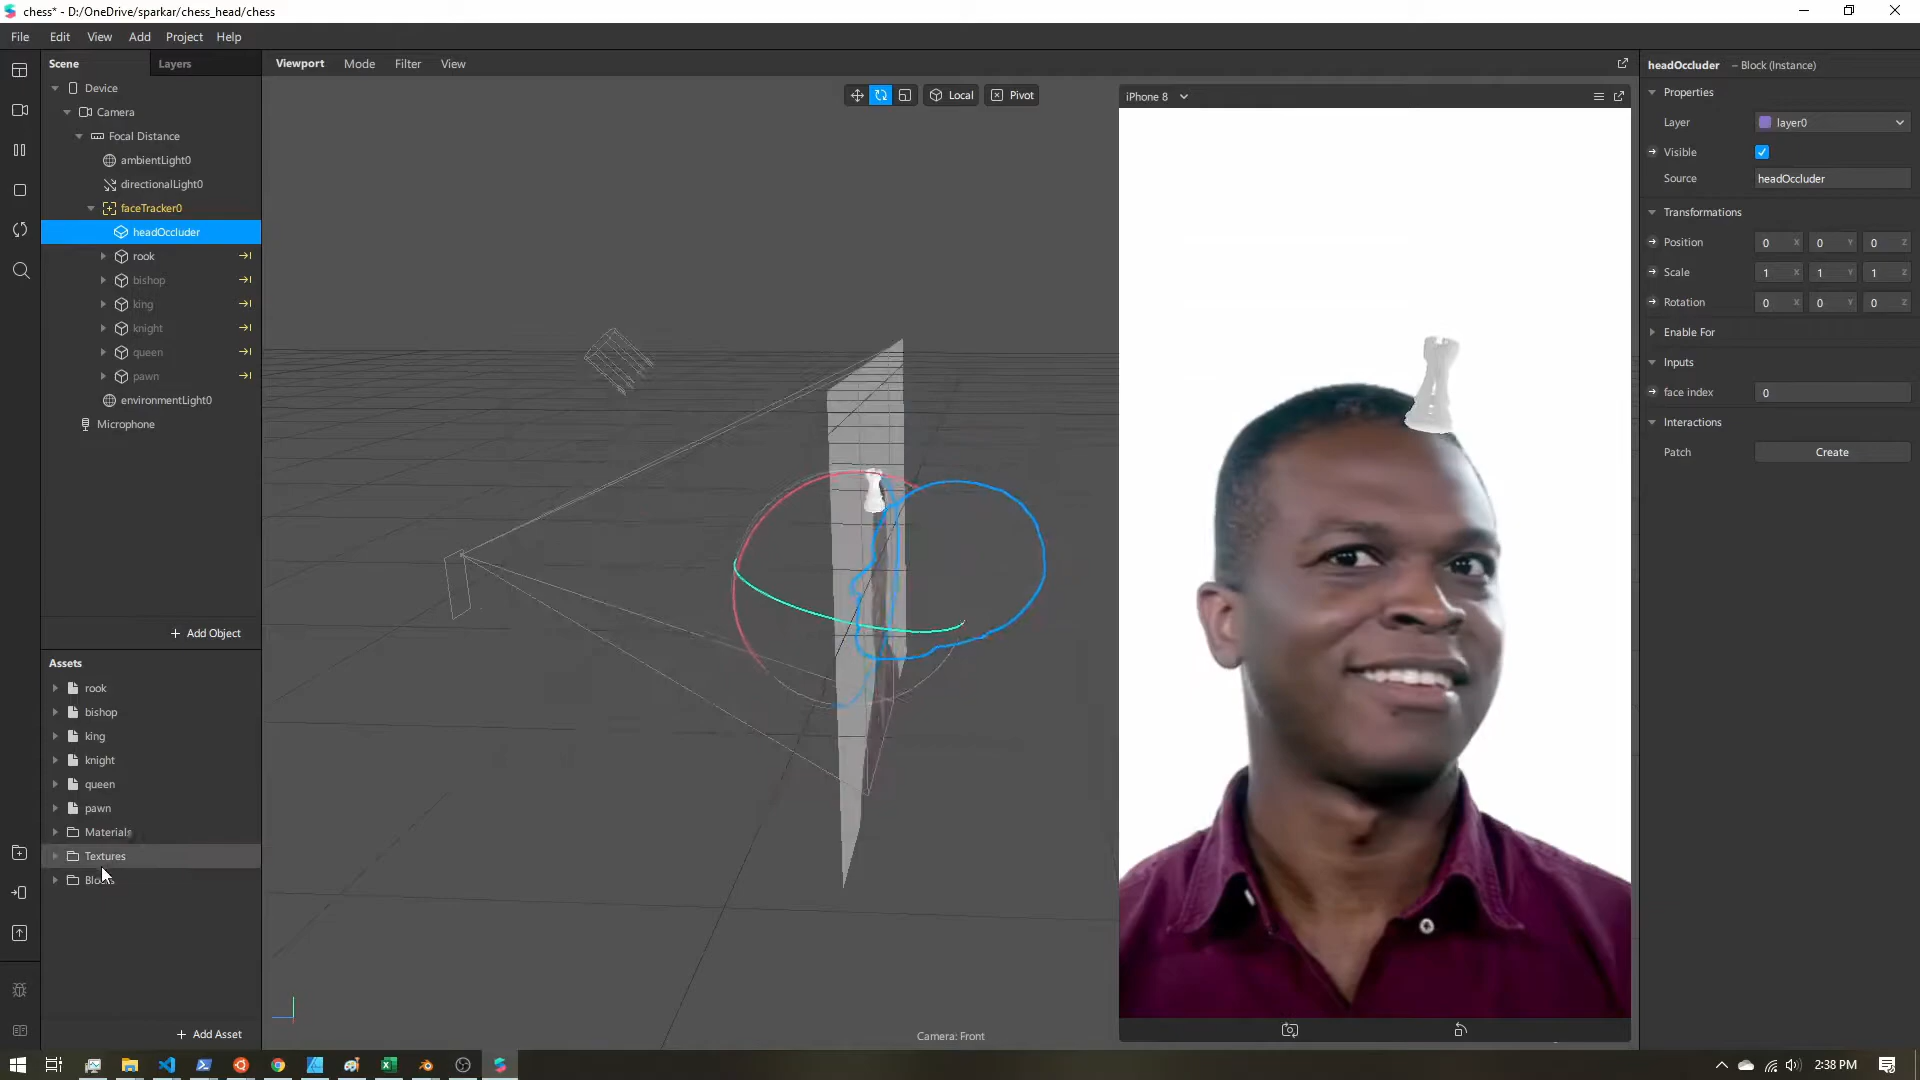 chess* - D:/OneDrive/sparkar/chess_head/chess
File Edit View Add Project Help
Scene Layers
Device
Camera
Focal Distance
ambientLight0
directionalLight0
faceTracker0
headOccluder
rook
bishop
king
knight
queen
pawn
environmentLight0
Microphone
+ Add Object
Assets
rook
bishop
king
knight
queen
pawn
Materials
Textures
+ Add Asset
Viewport Mode Filter View
Local Pivot
iPhone 8
Camera: Front
headOccluder – Block (Instance)
Properties
Layer layer0
Visible
Source headOccluder
Transformations
Position 0 X 0 Y 0 Z
Scale 1 X 1 Y 1 Z
Rotation 0 X 0 Y 0 Z
Enable For
Inputs
face index 0
Interactions
Patch Create
2:38 PM